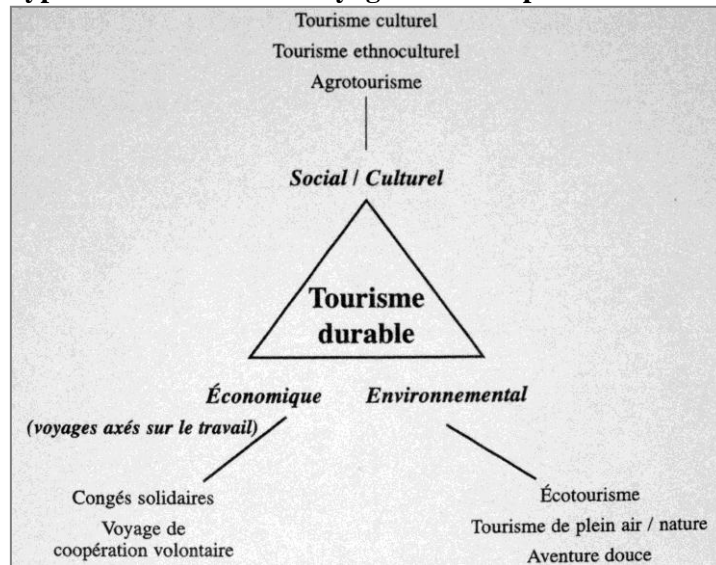 Tourisme culturel
Tourisme ethnoculturel
Agrotourisme
Social / Culturel
Tourisme
durable
Économique
Environnemental
(voyages axés sur le travail)
Congés solidaires
Voyage de
coopération volontaire
Écotourisme
Tourisme de plein air / nature
Aventure douce